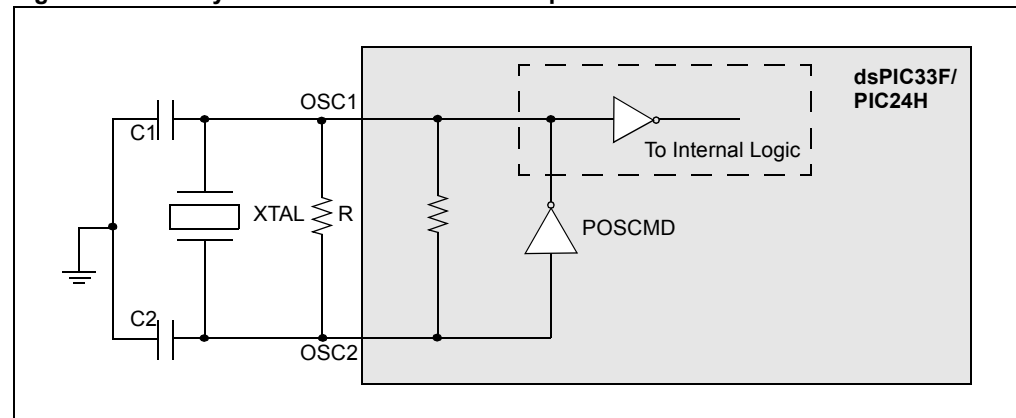 dsPIC33F/
PIC24H
OSC1
C1
To Internal Logic
XTAL
R
POSCMD
C2
OSC2